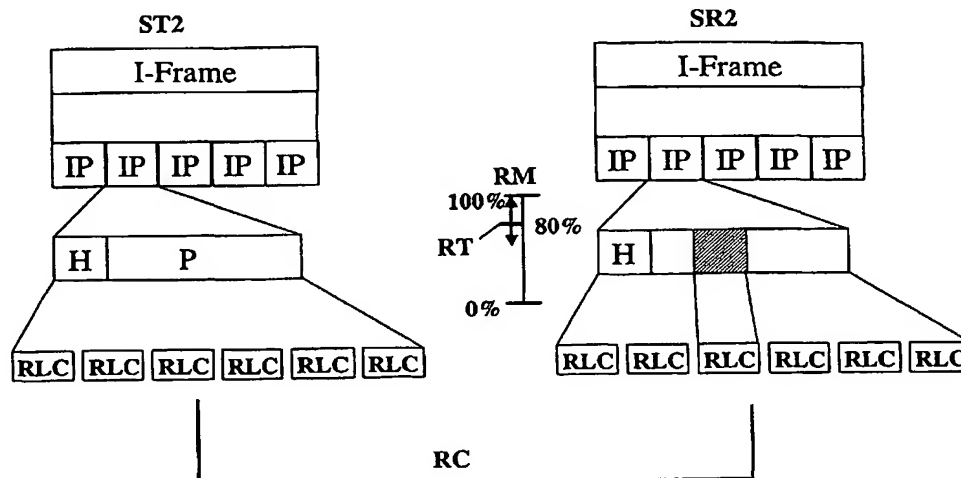 ST2
SR2
I-Frame
I-Frame
IP IP IP IP IP
IP IP IP IP IP
RM
100%
80%
RT
0%
H P
H
RLC RLC RLC RLC RLC RLC
RLC RLC RLC RLC RLC RLC
RC